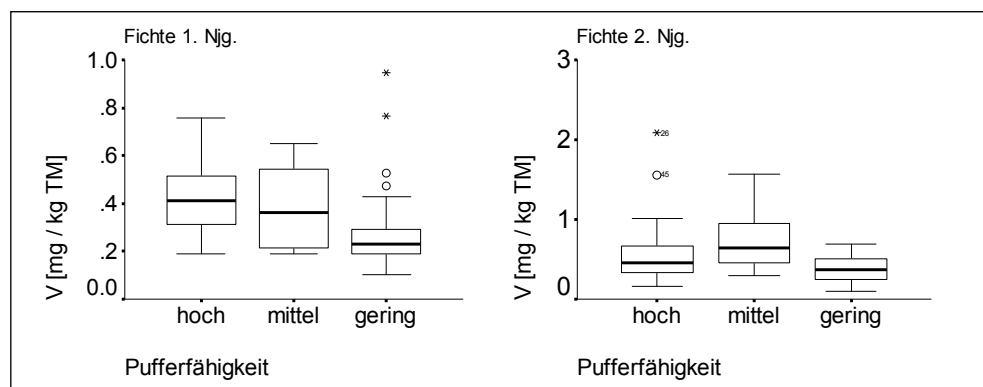 Fichte 1. Njg.
V [mg / kg TM]
1.0
.8
.6
.4
.2
0.0
hoch mittel gering
Pufferfähigkeit
Fichte 2. Njg.
V [mg / kg TM]
3
2
1
0
26
45
hoch mittel gering
Pufferfähigkeit